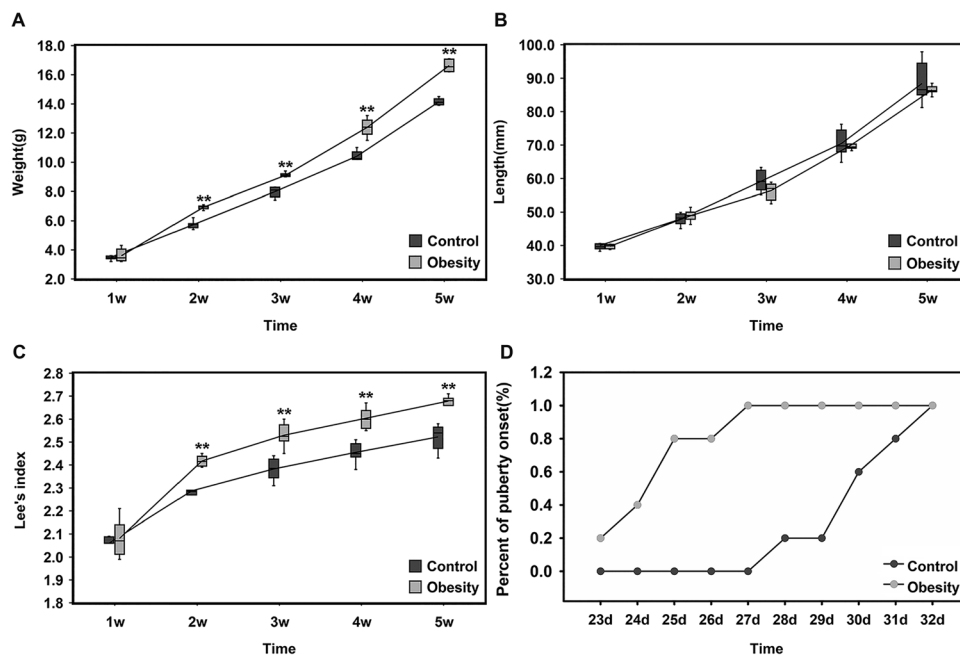 A
Weight(g)
18.0
16.0
14.0
12.0
10.0
8.0
6.0
4.0
2.0
**
**
**
**
Control
Obesity
1w 2w 3w 4w 5w
Time
B
Length(mm)
100.0
90.0
80.0
70.0
60.0
50.0
40.0
30.0
Control
Obesity
1w 2w 3w 4w 5w
Time
C
Lee's index
2.8
2.7
2.6
2.5
2.4
2.3
2.2
2.1
2.0
1.9
1.8
**
**
**
**
Control
Obesity
1w 2w 3w 4w 5w
Time
D
Percent of puberty onset(%)
1.2
1.0
0.8
0.6
0.4
0.2
0.0
Control
Obesity
23d 24d 25d 26d 27d 28d 29d 30d 31d 32d
Time